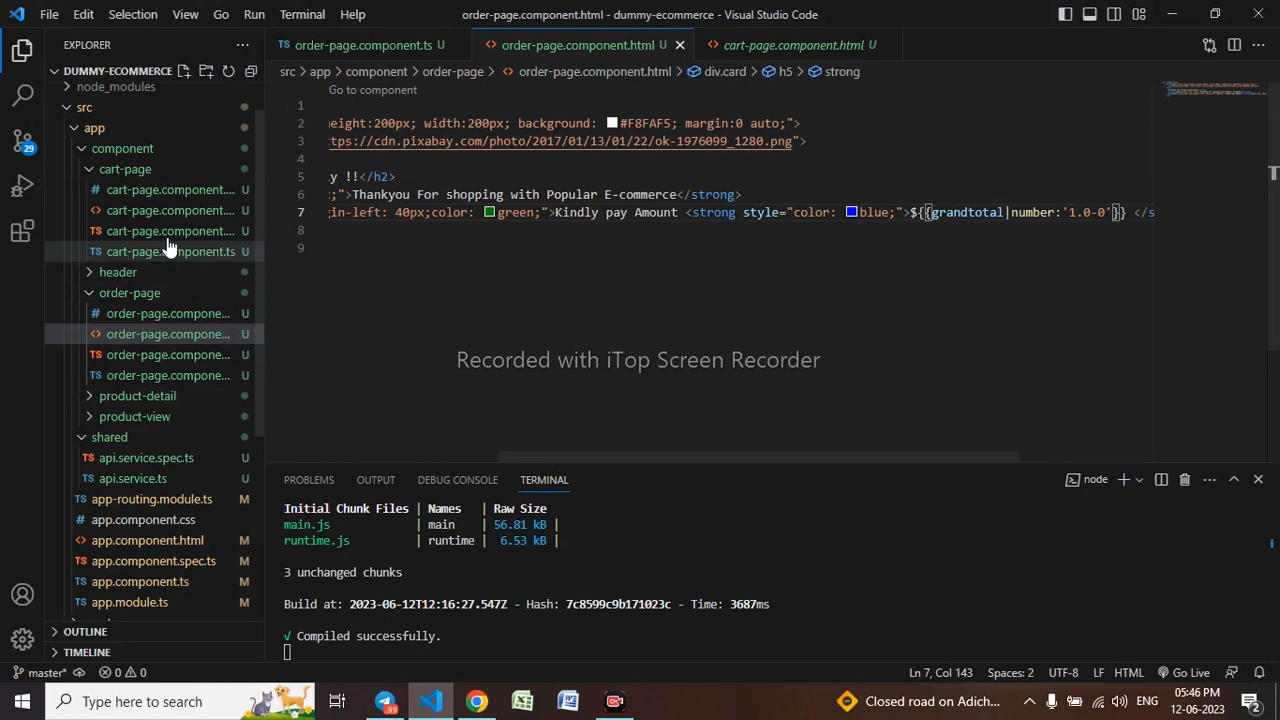 File Edit Selection View Go Run Terminal Help order-page.component.html - dummy-ecommerce - Visual Studio Code
EXPLORER
order-page.component.ts U
order-page.component.html U
cart-page.component.html U
DUMMY-ECOMMERCE
src > app > component > order-page > order-page.component.html > div.card > h5 > strong
node_modules
src
app
component
cart-page
cart-page.component.... U
cart-page.component.... U
cart-page.component.... U
cart-page.component.ts U
header
order-page
order-page.compone... U
order-page.compone... U
order-page.compone... U
order-page.compone... U
product-detail
product-view
shared
api.service.spec.ts U
api.service.ts U
app-routing.module.ts M
app.component.css
app.component.html M
app.component.spec.ts M
app.component.ts M
app.module.ts M
OUTLINE
TIMELINE
29
Go to component
1
2 eight:200px; width:200px; background: #F8FAF5; margin:0 auto;">
3 ttps://cdn.pixabay.com/photo/2017/01/13/01/22/ok-1976099_1280.png">
4
5 y !!</h2>
6 ;">Thankyou For shopping with Popular E-commerce</strong>
7 gin-left: 40px;color: green;">Kindly pay Amount <strong style="color: blue;">${{grandtotal|number:'1.0-0'}} </s
8
9
Recorded with iTop Screen Recorder
PROBLEMS OUTPUT DEBUG CONSOLE TERMINAL
node
Initial Chunk Files | Names | Raw Size
main.js | main | 56.81 kB |
runtime.js | runtime | 6.53 kB |
3 unchanged chunks
Build at: 2023-06-12T12:16:27.547Z - Hash: 7c8599c9b171023c - Time: 3687ms
√ Compiled successfully.
master* 0 0 Ln 7, Col 143 Spaces: 2 UTF-8 LF HTML Go Live
Type here to search
99
Closed road on Adich...
ENG
05:46 PM
12-06-2023
2